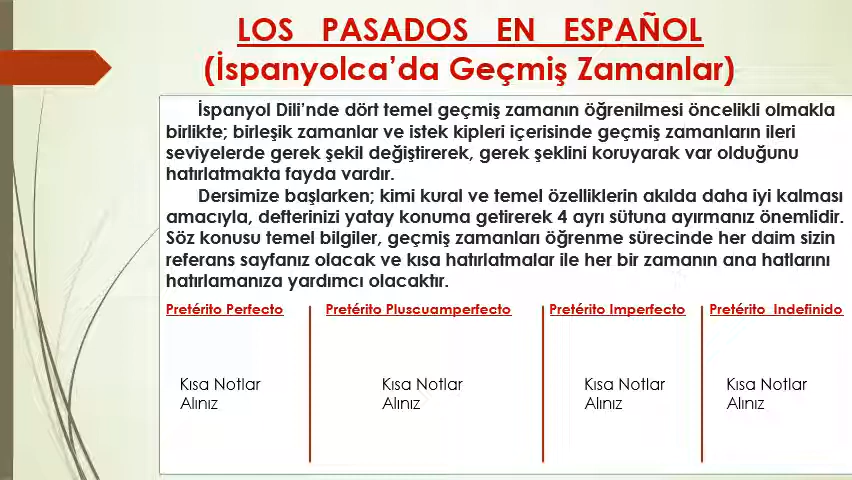 LOS PASADOS EN ESPAÑOL
(İspanyolca’da Geçmiş Zamanlar)
İspanyol Dili’nde dört temel geçmiş zamanın öğrenilmesi öncelikli olmakla
birlikte; birleşik zamanlar ve istek kipleri içerisinde geçmiş zamanların ileri
seviyelerde gerek şekil değiştirerek, gerek şeklini koruyarak var olduğunu
hatırlatmakta fayda vardır.
Dersimize başlarken; kimi kural ve temel özelliklerin akılda daha iyi kalması
amacıyla, defterinizi yatay konuma getirerek 4 ayrı sütuna ayırmanız önemlidir.
Söz konusu temel bilgiler, geçmiş zamanları öğrenme sürecinde her daim sizin
referans sayfanız olacak ve kısa hatırlatmalar ile her bir zamanın ana hatlarını
hatırlamanıza yardımcı olacaktır.
Pretérito Perfecto Pretérito Pluscuamperfecto Pretérito Imperfecto Pretérito Indefinido
Kısa Notlar Kısa Notlar Kısa Notlar Kısa Notlar
Alınız Alınız Alınız Alınız